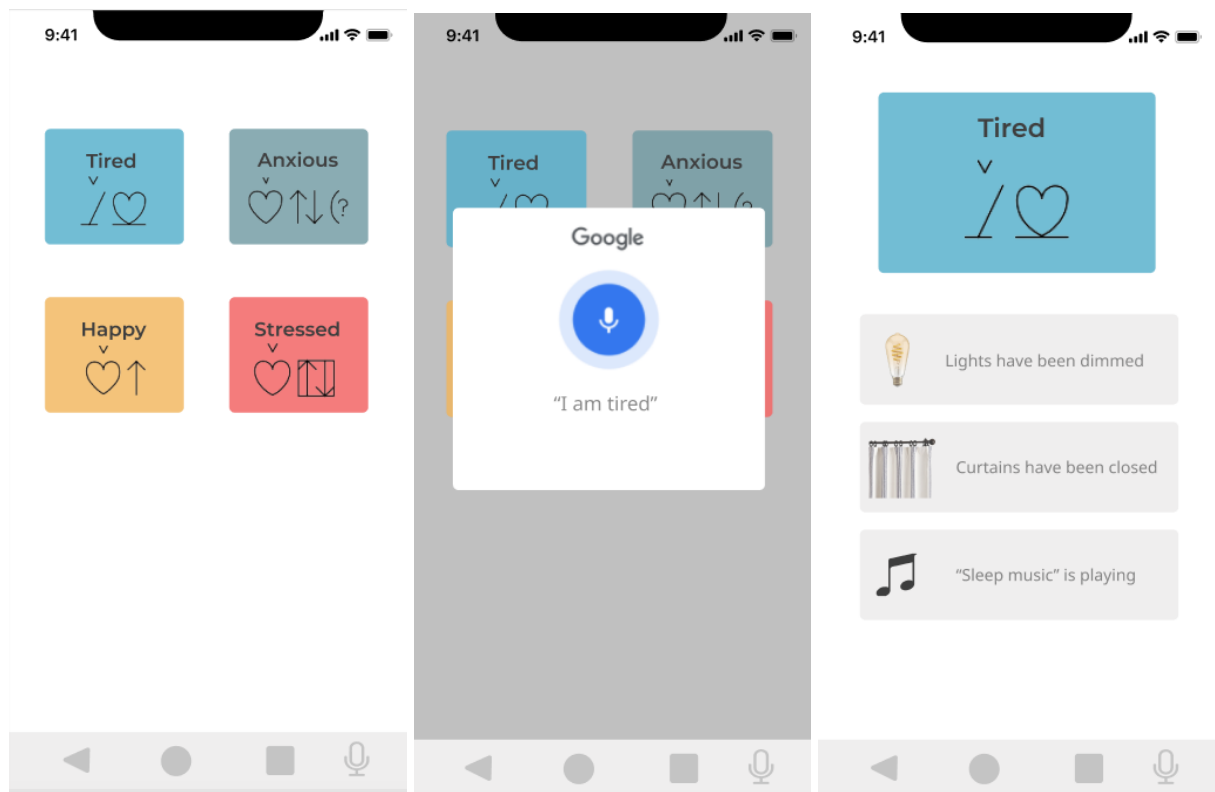 9:41
Tired
Anxious
?
Happy
Stressed
9:41
Tired
Anxious
?
Google
“I am tired”
9:41
Tired
Lights have been dimmed
Curtains have been closed
“Sleep music” is playing